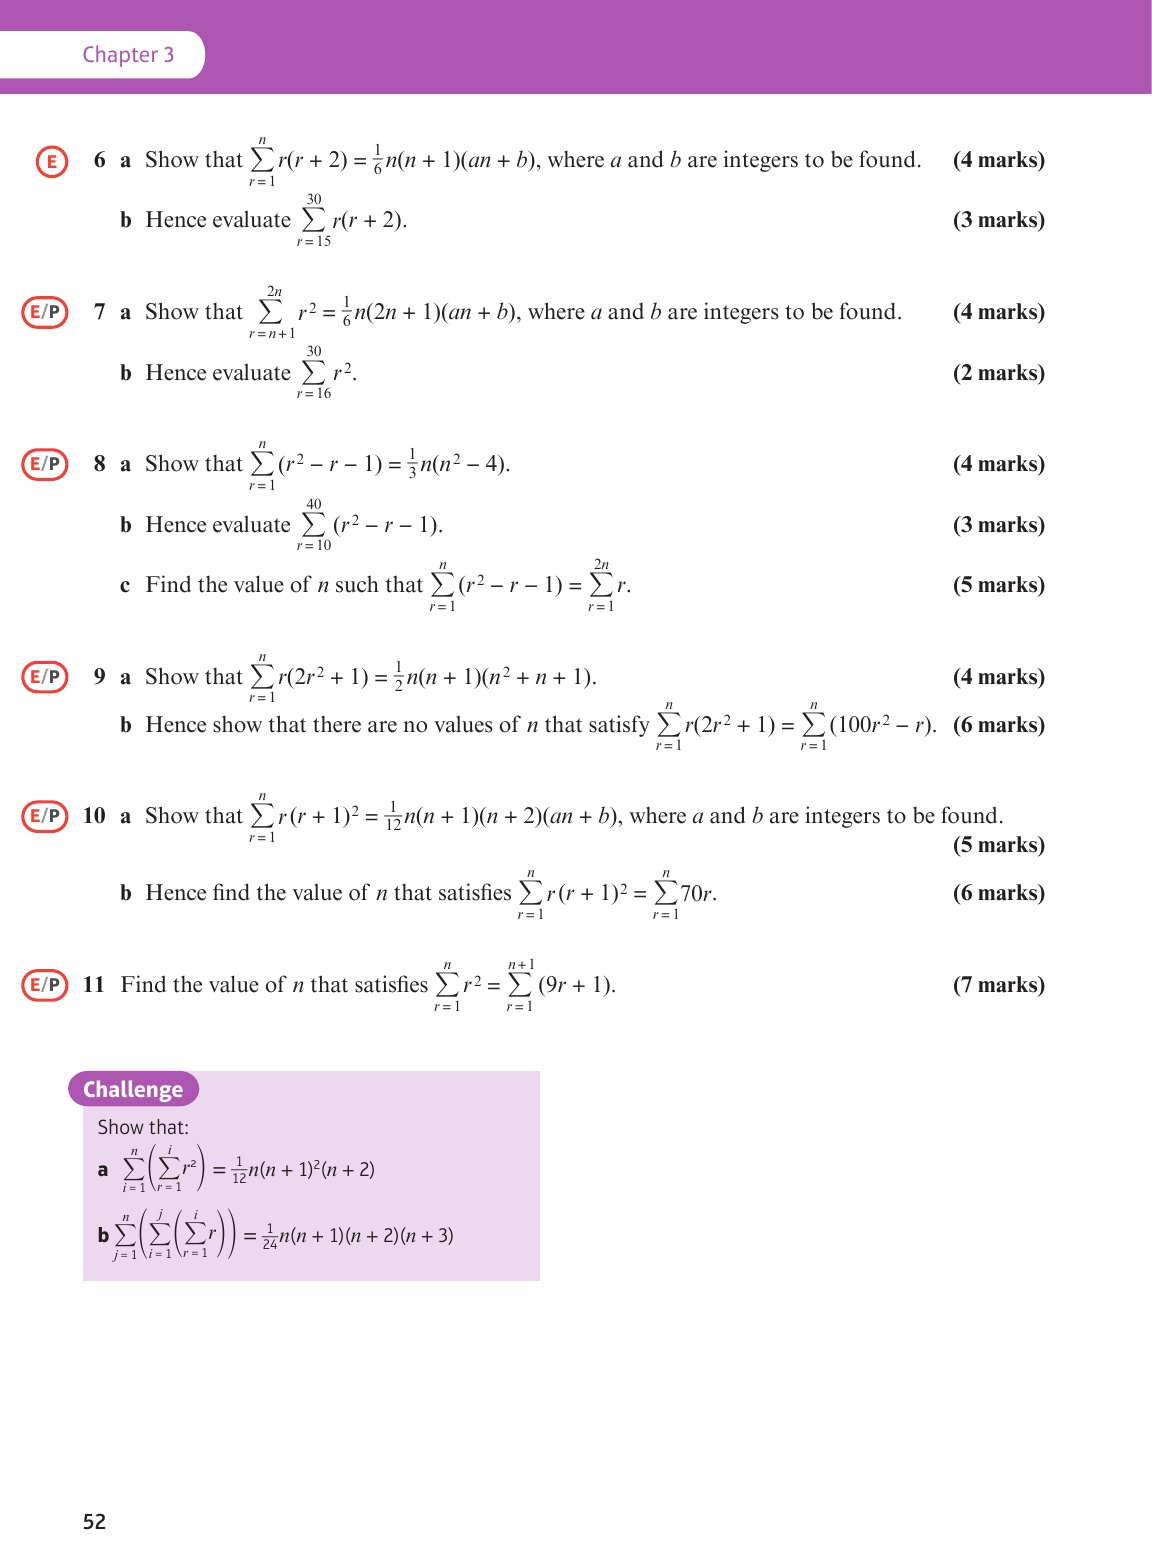 Chapter 3
E 6 a Show that \sum_{r=1}^{n} r(r + 2) = \frac{1}{6}n(n + 1)(an + b), where a and b are integers to be found. (4 marks)
b Hence evaluate \sum_{r=15}^{30} r(r + 2). (3 marks)
E/P 7 a Show that \sum_{r=n+1}^{2n} r^2 = \frac{1}{6}n(2n + 1)(an + b), where a and b are integers to be found. (4 marks)
b Hence evaluate \sum_{r=16}^{30} r^2. (2 marks)
E/P 8 a Show that \sum_{r=1}^{n} (r^2 − r − 1) = \frac{1}{3}n(n^2 − 4). (4 marks)
b Hence evaluate \sum_{r=10}^{40} (r^2 − r − 1). (3 marks)
c Find the value of n such that \sum_{r=1}^{n} (r^2 − r − 1) = \sum_{r=1}^{2n} r. (5 marks)
E/P 9 a Show that \sum_{r=1}^{n} r(2r^2 + 1) = \frac{1}{2}n(n + 1)(n^2 + n + 1). (4 marks)
b Hence show that there are no values of n that satisfy \sum_{r=1}^{n} r(2r^2 + 1) = \sum_{r=1}^{n} (100r^2 − r). (6 marks)
E/P 10 a Show that \sum_{r=1}^{n} r(r + 1)^2 = \frac{1}{12}n(n + 1)(n + 2)(an + b), where a and b are integers to be found.
(5 marks)
b Hence find the value of n that satisfies \sum_{r=1}^{n} r(r + 1)^2 = \sum_{r=1}^{n} 70r. (6 marks)
E/P 11 Find the value of n that satisfies \sum_{r=1}^{n} r^2 = \sum_{r=1}^{n+1} (9r + 1). (7 marks)
Challenge
Show that:
a \sum_{i=1}^{n} (\sum_{r=1}^{i} r^2) = \frac{1}{12}n(n + 1)^2(n + 2)
b \sum_{j=1}^{n} (\sum_{i=1}^{j} (\sum_{r=1}^{i} r)) = \frac{1}{24}n(n + 1)(n + 2)(n + 3)
52